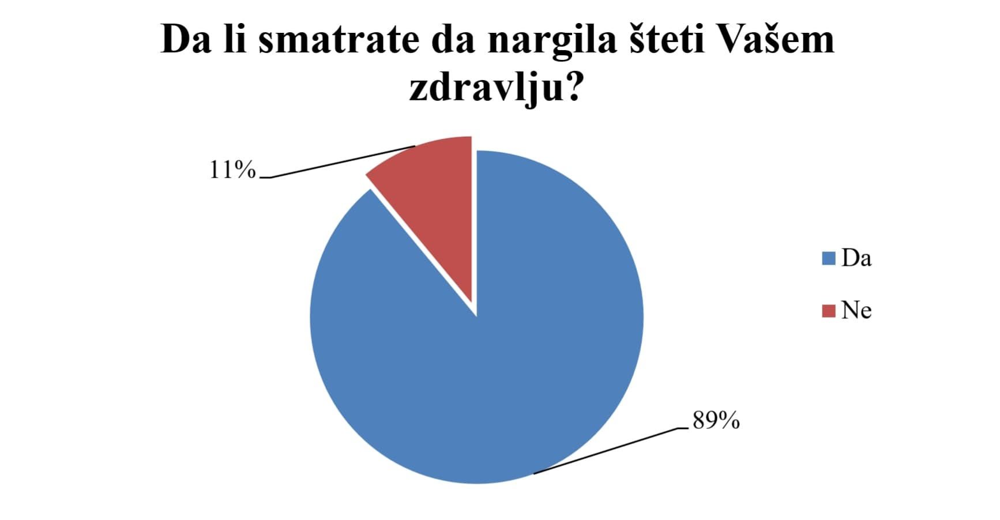 Da li smatrate da nargila šteti Vašem
zdravlju?
11%
Da
Ne
89%